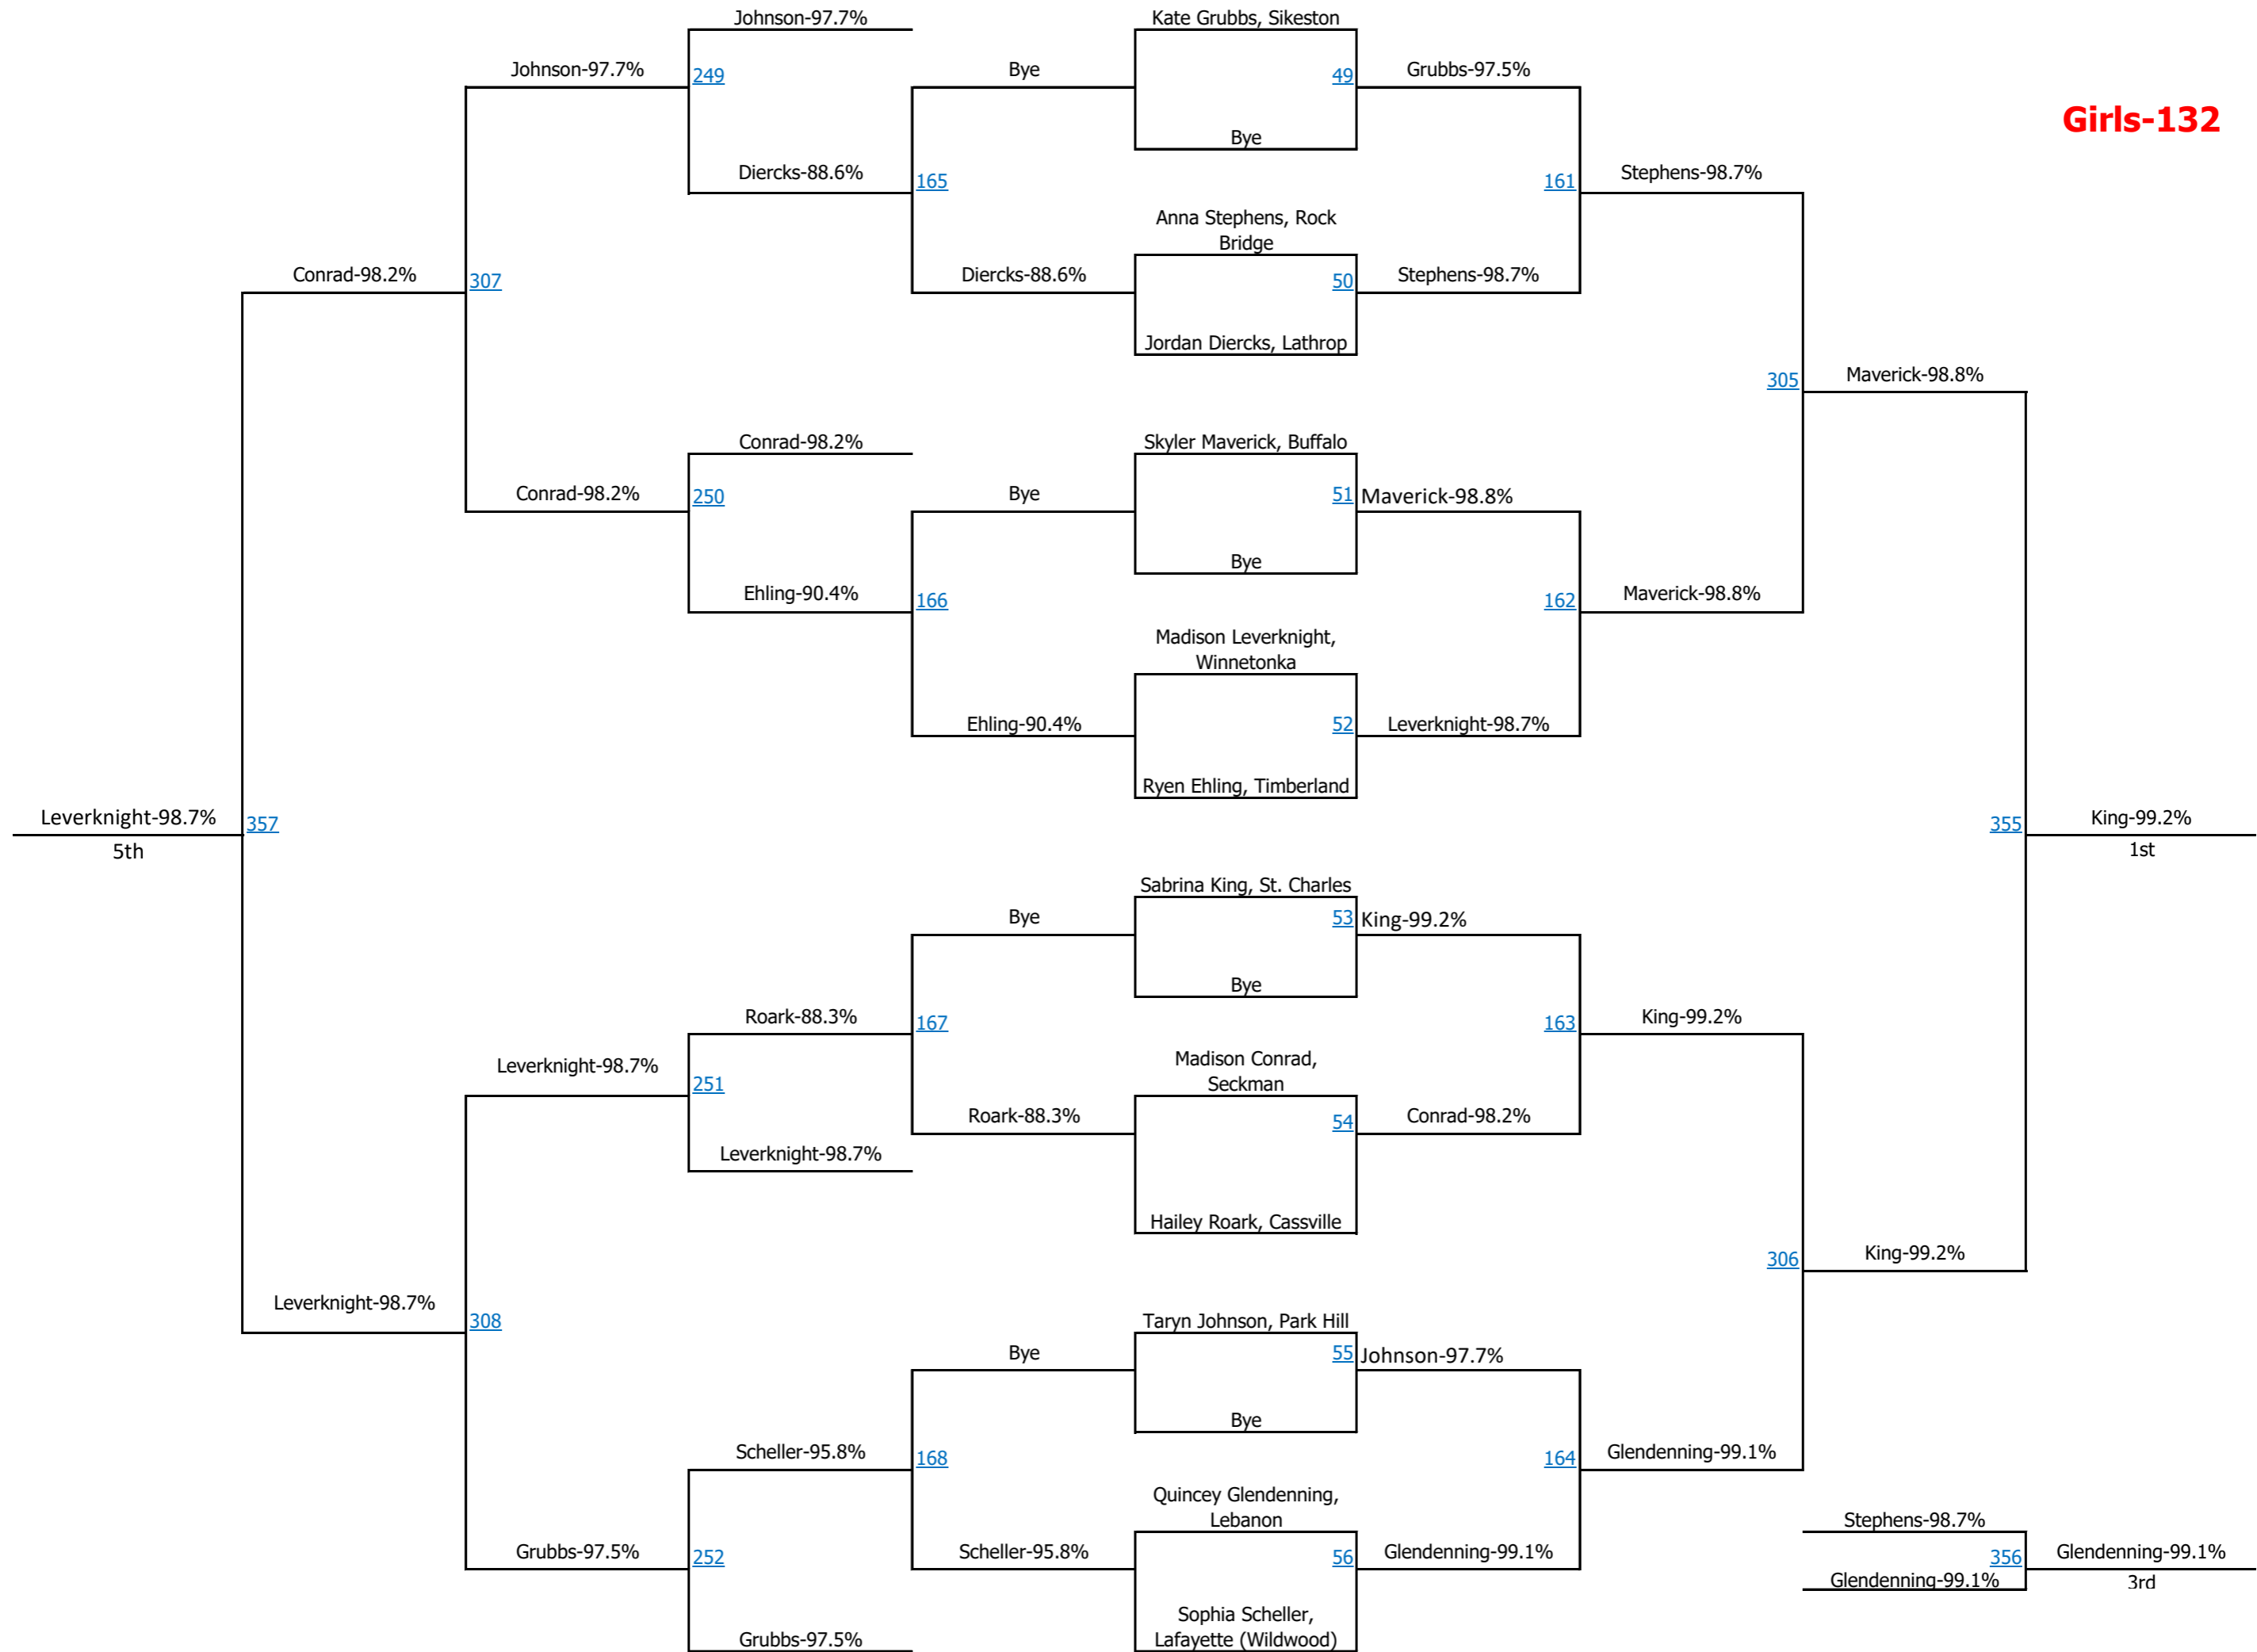 Johnson-97.7%
Kate Grubbs, Sikeston
Johnson-97.7%
249
Bye
49
Grubbs-97.5%
Girls-132
Bye
Diercks-88.6%
165
161
Stephens-98.7%
Anna Stephens, Rock
Bridge
Conrad-98.2%
307
Diercks-88.6%
50
Stephens-98.7%
Jordan Diercks, Lathrop
305
Maverick-98.8%
Conrad-98.2%
Skyler Maverick, Buffalo
Conrad-98.2%
250
Bye
51
Maverick-98.8%
Bye
Ehling-90.4%
166
162
Maverick-98.8%
Madison Leverknight,
Winnetonka
Ehling-90.4%
52
Leverknight-98.7%
Ryen Ehling, Timberland
Leverknight-98.7%
357
355
King-99.2%
5th
1st
Sabrina King, St. Charles
Bye
53
King-99.2%
Bye
Roark-88.3%
167
163
King-99.2%
Madison Conrad,
Seckman
Leverknight-98.7%
251
Roark-88.3%
54
Conrad-98.2%
Leverknight-98.7%
Hailey Roark, Cassville
306
King-99.2%
Leverknight-98.7%
308
Taryn Johnson, Park Hill
Bye
55
Johnson-97.7%
Bye
Scheller-95.8%
168
164
Glendenning-99.1%
Quincey Glendenning,
Lebanon
Stephens-98.7%
Grubbs-97.5%
252
Scheller-95.8%
56
Glendenning-99.1%
356
Glendenning-99.1%
Glendenning-99.1%
3rd
Sophia Scheller,
Lafayette (Wildwood)
Grubbs-97.5%